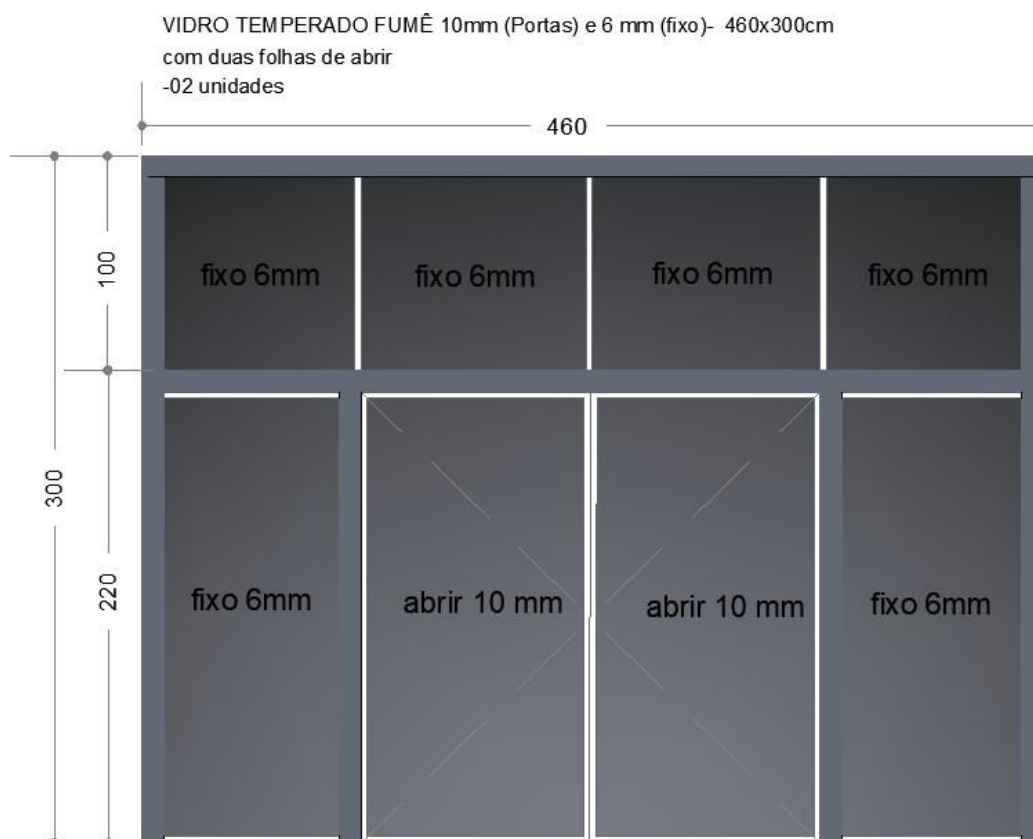 VIDRO TEMPERADO FUMÊ 10mm (Portas) e 6 mm (fixo)- 460x300cm
com duas folhas de abrir
-02 unidades
460
100
300
220
fixo 6mm
fixo 6mm
fixo 6mm
fixo 6mm
fixo 6mm
abrir 10 mm
abrir 10 mm
fixo 6mm